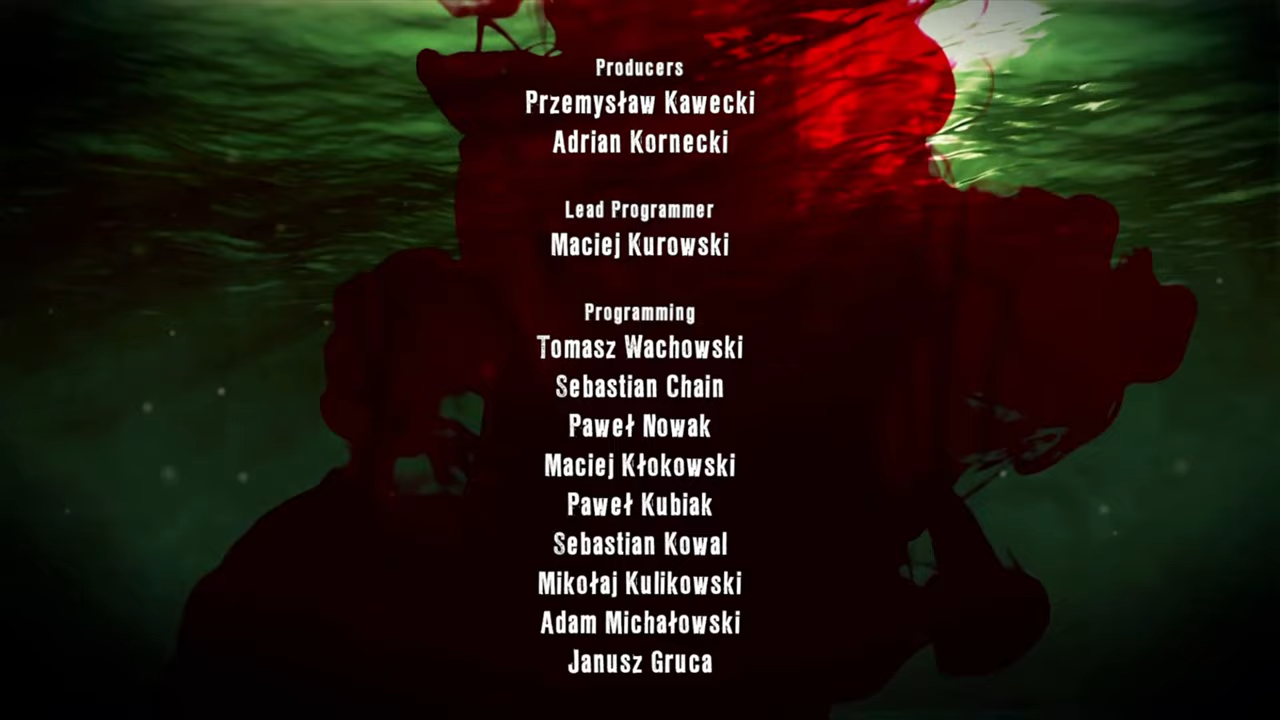 Producers
Przemysław Kawecki
Adrian Kornecki
Lead Programmer
Maciej Kurowski
Programming
Tomasz Wachowski
Sebastian Chain
Paweł Nowak
Maciej Kłokowski
Paweł Kubiak
Sebastian Kowal
Mikołaj Kulikowski
Adam Michałowski
Janusz Gruca